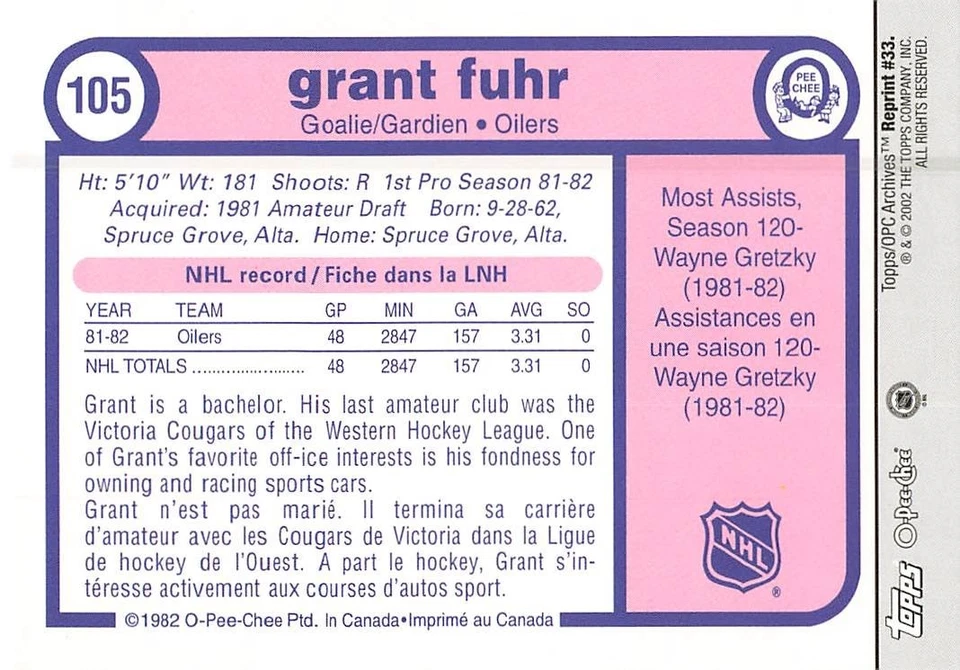 105
grant fuhr
Goalie/Gardien • Oilers
PEE
CHEE
Ht: 5'10" Wt: 181 Shoots: R 1st Pro Season 81-82
Acquired: 1981 Amateur Draft Born: 9-28-62,
Spruce Grove, Alta. Home: Spruce Grove, Alta.
NHL record / Fiche dans la LNH
YEAR TEAM GP MIN GA AVG SO
81-82 Oilers 48 2847 157 3.31 0
NHL TOTALS ........................ 48 2847 157 3.31 0
Grant is a bachelor. His last amateur club was the
Victoria Cougars of the Western Hockey League. One
of Grant's favorite off-ice interests is his fondness for
owning and racing sports cars.
Grant n'est pas marié. Il termina sa carrière
d'amateur avec les Cougars de Victoria dans la Ligue
de hockey de l'Ouest. A part le hockey, Grant s'in-
téresse activement aux courses d'autos sport.
©1982 O-Pee-Chee Ptd. In Canada•Imprimé au Canada
Most Assists,
Season 120-
Wayne Gretzky
(1981-82)
Assistances en
une saison 120-
Wayne Gretzky
(1981-82)
NHL
®
Topps/OPC Archives™ Reprint #33.
® & © 2002 THE TOPPS COMPANY, INC.
ALL RIGHTS RESERVED.
O-Pee-Chee®
TOPPS